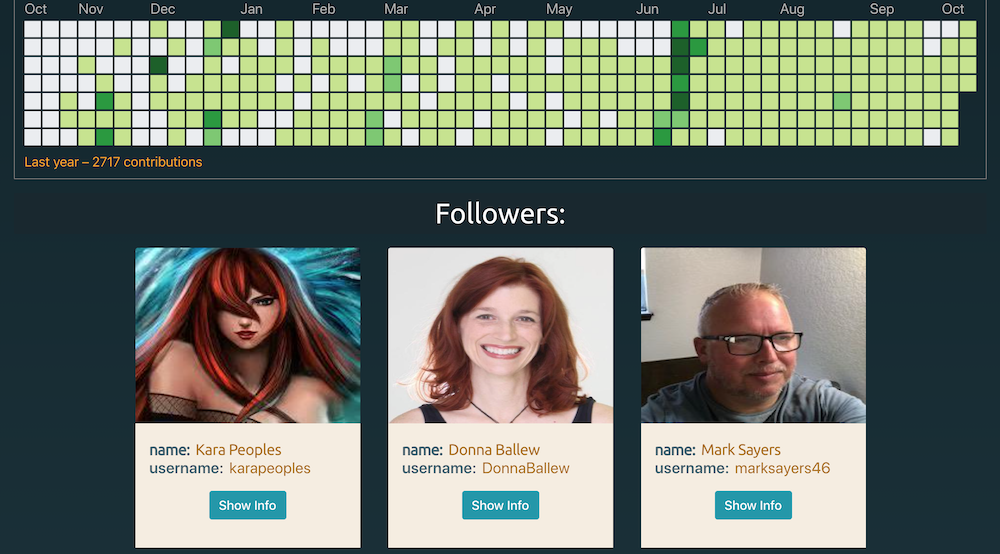 Oct Nov Dec Jan Feb Mar Apr May Jun Jul Aug Sep Oct
Last year – 2717 contributions
Followers:
name: Kara Peoples
username: karapeoples
Show Info
name: Donna Ballew
username: DonnaBallew
Show Info
name: Mark Sayers
username: marksayers46
Show Info